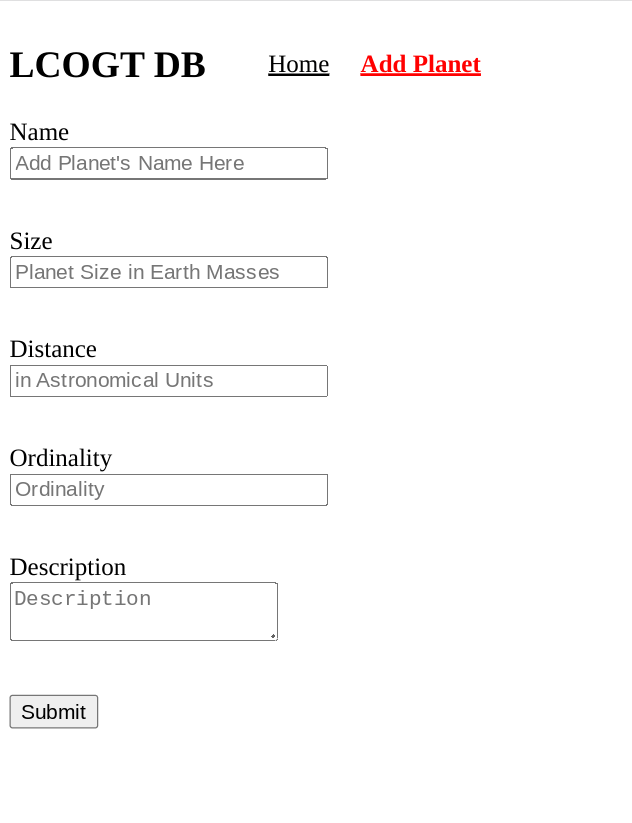 LCOGT DB Home Add Planet
Name
Add Planet's Name Here
Size
Planet Size in Earth Masses
Distance
in Astronomical Units
Ordinality
Ordinality
Description
Description
Submit